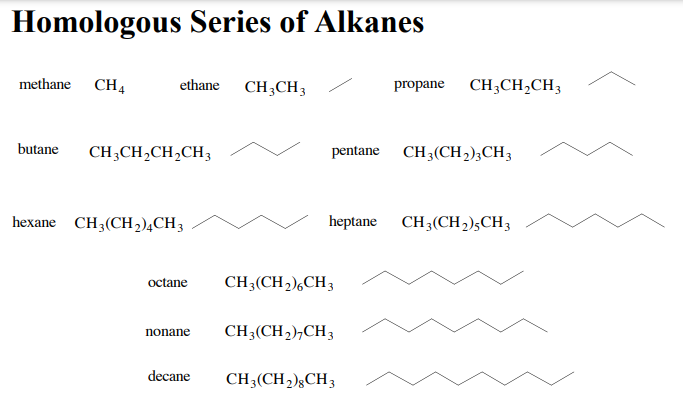 Homologous Series of Alkanes
methane CH₄ ethane CH₃CH₃ propane CH₃CH₂CH₃
butane CH₃CH₂CH₂CH₃ pentane CH₃(CH₂)₃CH₃
hexane CH₃(CH₂)₄CH₃ heptane CH₃(CH₂)₅CH₃
octane CH₃(CH₂)₆CH₃
nonane CH₃(CH₂)₇CH₃
decane CH₃(CH₂)₈CH₃